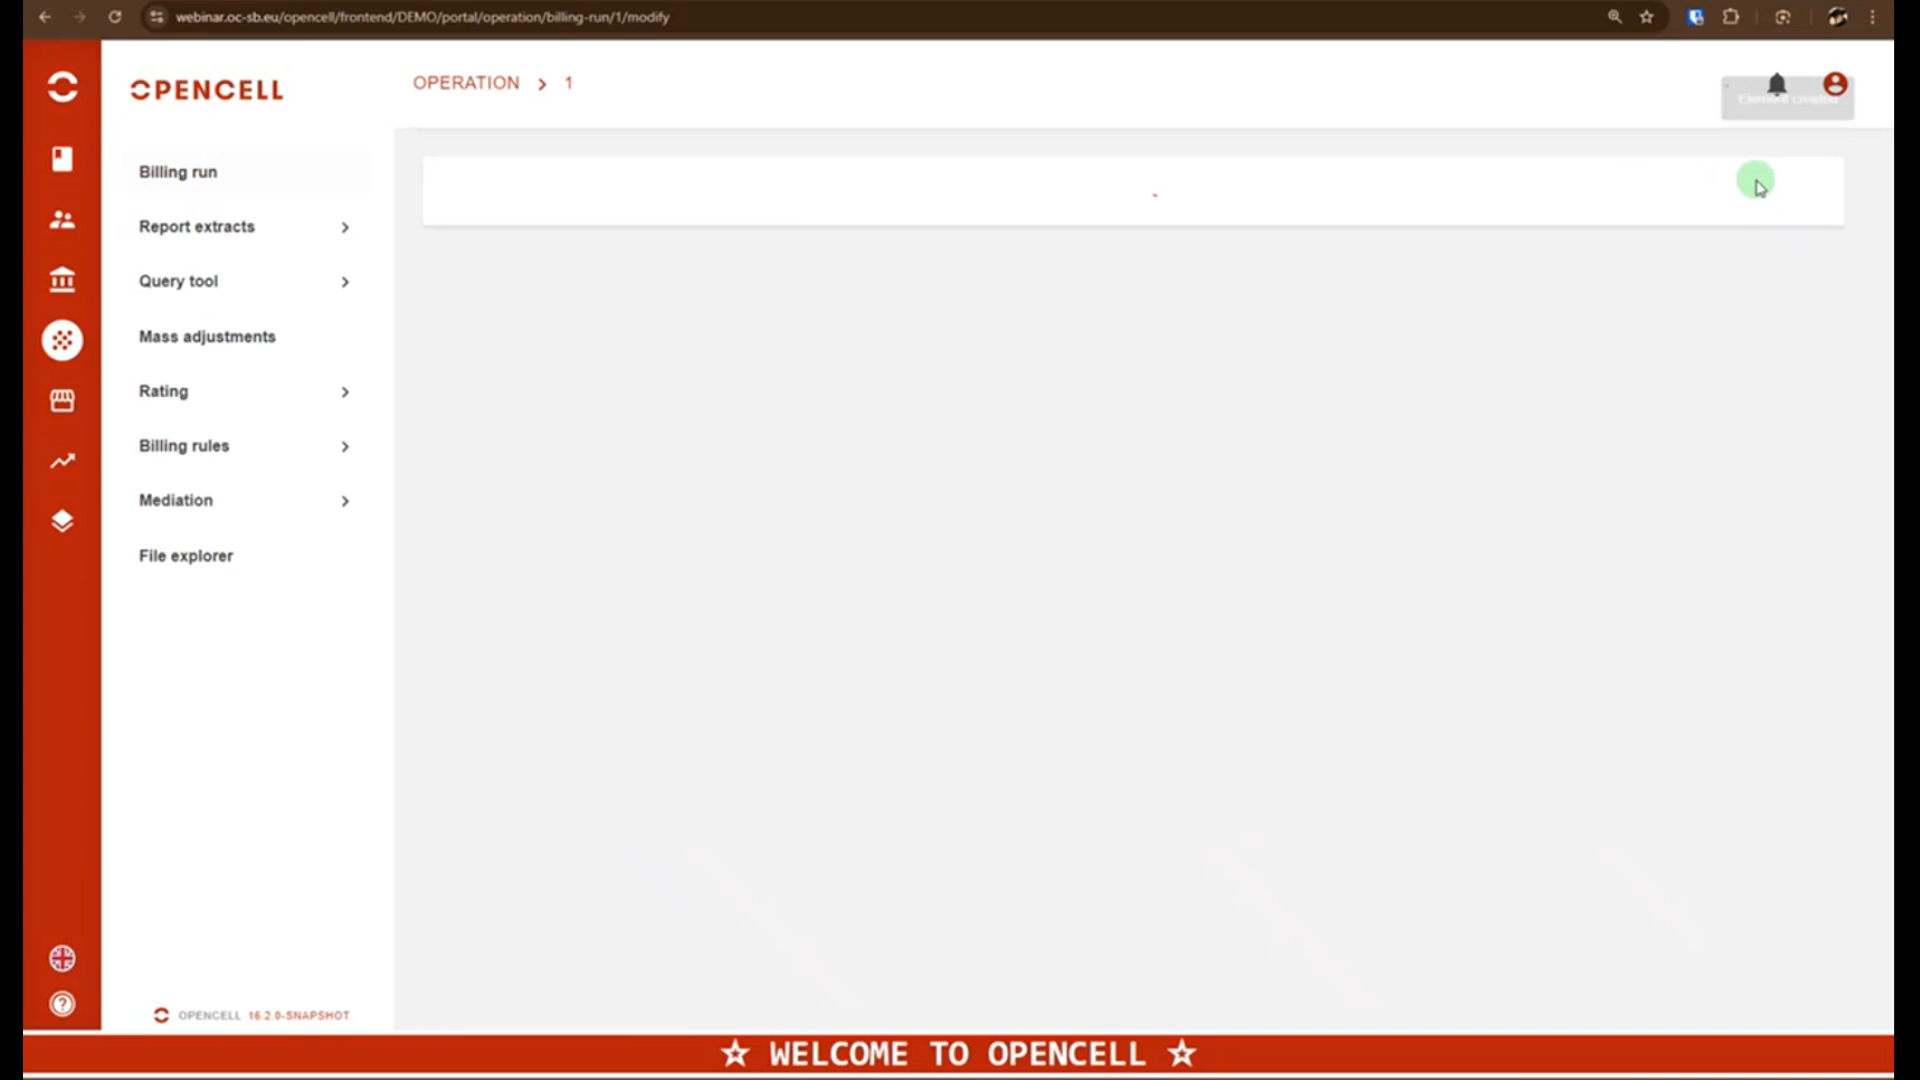 webinar.oc-sb.eu/opencell/frontend/DEMO/portal/operation/billing-run/1/modify
OPENCELL
OPERATION > 1
Element created
Billing run
Report extracts
Query tool
Mass adjustments
Rating
Billing rules
Mediation
File explorer
OPENCELL 16.2.0-SNAPSHOT
☆ WELCOME TO OPENCELL ☆